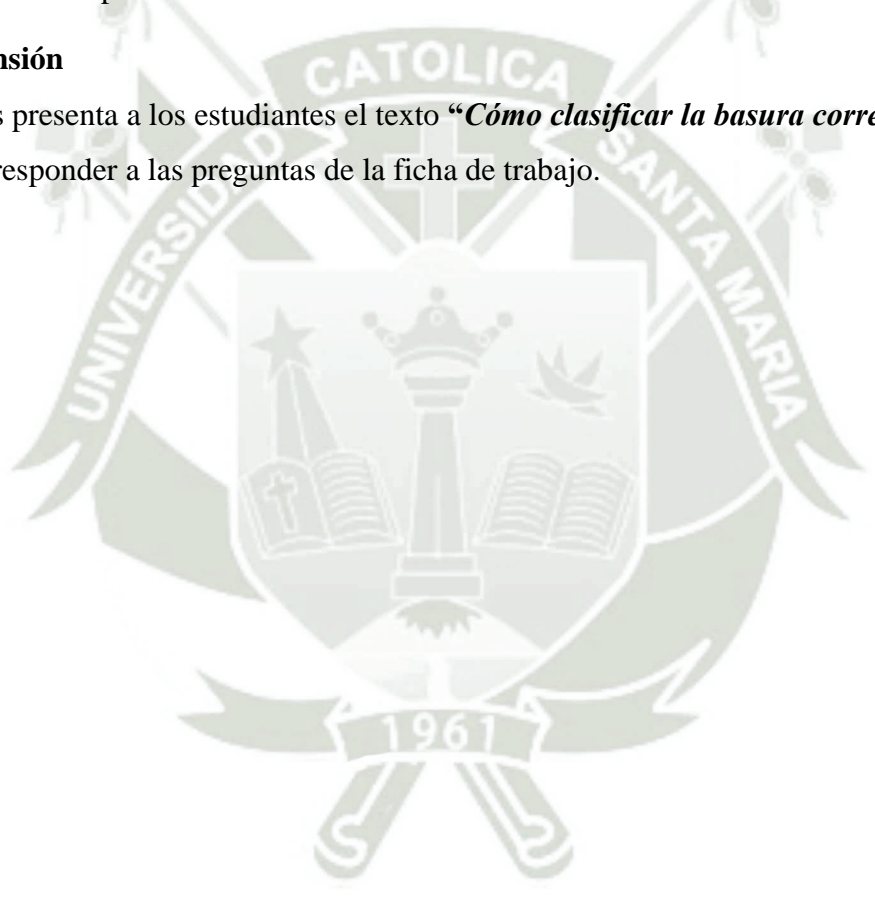 nsión
s presenta a los estudiantes el texto “Cómo clasificar la basura corre
responder a las preguntas de la ficha de trabajo.
UNIVERSIDAD CATOLICA SANTA MARIA
1961